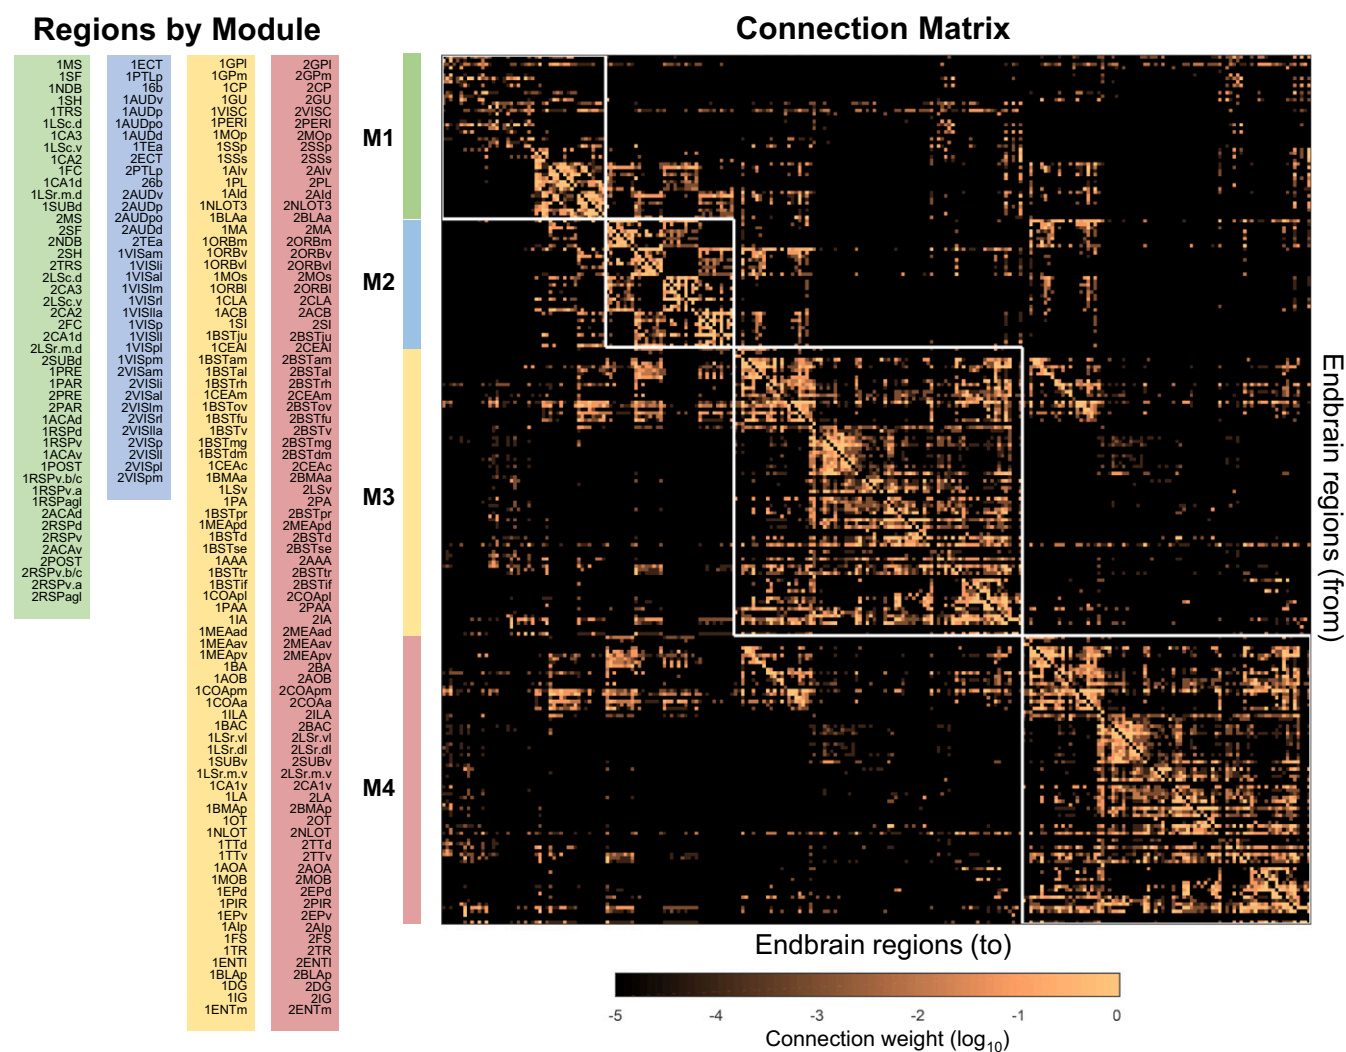 Regions by Module
Connection Matrix
1MS
1SF
1NDB
1SH
1TRS
1LSc.d
1CA3
1LSc.v
1CA2
1FC
1CA1d
1LSr.m.d
1SUBd
2MS
2SF
2NDB
2SH
2TRS
2LSc.d
2CA3
2LSc.v
2CA2
2FC
2CA1d
2LSr.m.d
2SUBd
1PRE
1PAR
2PRE
2PAR
1ACAd
1RSPd
1RSPv
1ACAv
1POST
1RSPv.b/c
1RSPv.a
1RSPagl
2ACAd
2RSPd
2RSPv
2ACAv
2POST
2RSPv.b/c
2RSPv.a
2RSPagl
1ECT
1PTLp
16b
1AUDv
1AUDp
1AUDpo
1AUDd
1TEa
2ECT
2PTLp
26b
2AUDv
2AUDp
2AUDpo
2AUDd
2TEa
1VISam
1VISli
1VISal
1VISlm
1VISrl
1VISlla
1VISp
1VISll
1VISpl
1VISpm
2VISam
2VISli
2VISal
2VISlm
2VISrl
2VISlla
2VISp
2VISll
2VISpl
2VISpm
1GPl
1GPm
1CP
1GU
1VISC
1PERI
1MOp
1SSp
1SSs
1AIv
1PL
1AId
1NLOT3
1BLAa
1MA
1ORBm
1ORBv
1ORBvl
1MOs
1ORBl
1CLA
1ACB
1SI
1BSTju
1CEAl
1BSTam
1BSTal
1BSTrh
1CEAm
1BSTov
1BSTfu
1BSTv
1BSTmg
1BSTdm
1CEAc
1BMAa
1LSv
1PA
1BSTpr
1MEApd
1BSTd
1BSTse
1AAA
1BSTtr
1BSTif
1COApl
1PAA
1IA
1MEAad
1MEAav
1MEApv
1BA
1AOB
1COApm
1COAa
1ILA
1BAC
1LSr.vl
1LSr.dl
1SUBv
1LSr.m.v
1CA1v
1LA
1BMAp
1OT
1NLOT
1TTd
1TTv
1AOA
1MOB
1EPd
1PIR
1EPv
1AIp
1FS
1TR
1ENTl
1BLAp
1DG
1IG
1ENTm
2GPl
2GPm
2CP
2GU
2VISC
2PERI
2MOp
2SSp
2SSs
2AIv
2PL
2AId
2NLOT3
2BLAa
2MA
2ORBm
2ORBv
2ORBvl
2MOs
2ORBl
2CLA
2ACB
2SI
2BSTju
2CEAl
2BSTam
2BSTal
2BSTrh
2CEAm
2BSTov
2BSTfu
2BSTv
2BSTmg
2BSTdm
2CEAc
2BMAa
2LSv
2PA
2BSTpr
2MEApd
2BSTd
2BSTse
2AAA
2BSTtr
2BSTif
2COApl
2PAA
2IA
2MEAad
2MEAav
2MEApv
2BA
2AOB
2COApm
2COAa
2ILA
2BAC
2LSr.vl
2LSr.dl
2SUBv
2LSr.m.v
2CA1v
2LA
2BMAp
2OT
2NLOT
2TTd
2TTv
2AOA
2MOB
2EPd
2PIR
2EPv
2AIp
2FS
2TR
2ENTl
2BLAp
2DG
2IG
2ENTm
M1
M2
M3
M4
Endbrain regions (from)
Endbrain regions (to)
-5 -4 -3 -2 -1 0
Connection weight (log10)